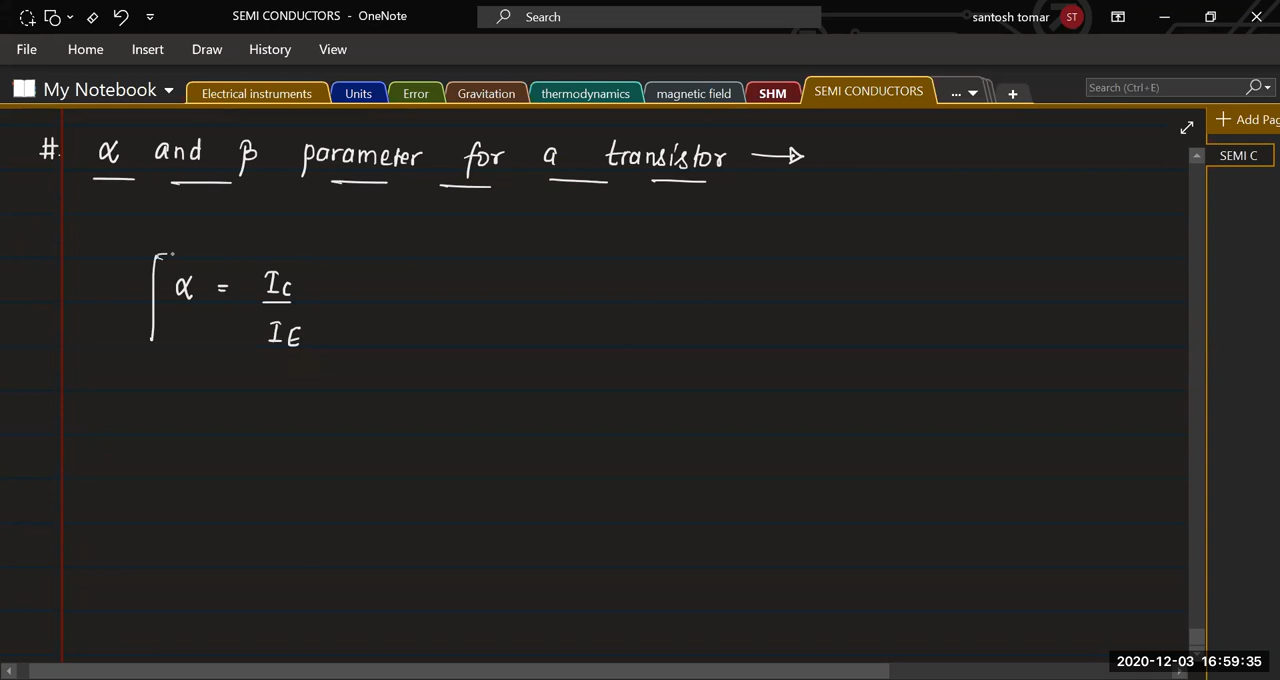 SEMI CONDUCTORS - OneNote
Search
santosh tomar
ST
File Home Insert Draw History View
My Notebook
Electrical instruments
Units
Error
Gravitation
thermodynamics
magnetic field
SHM
SEMI CONDUCTORS
...
+
Search (Ctrl+E)
+ Add Pag
SEMI C
# α and β parameter for a transistor →
α = I_C
I_E
2020-12-03 16:59:35